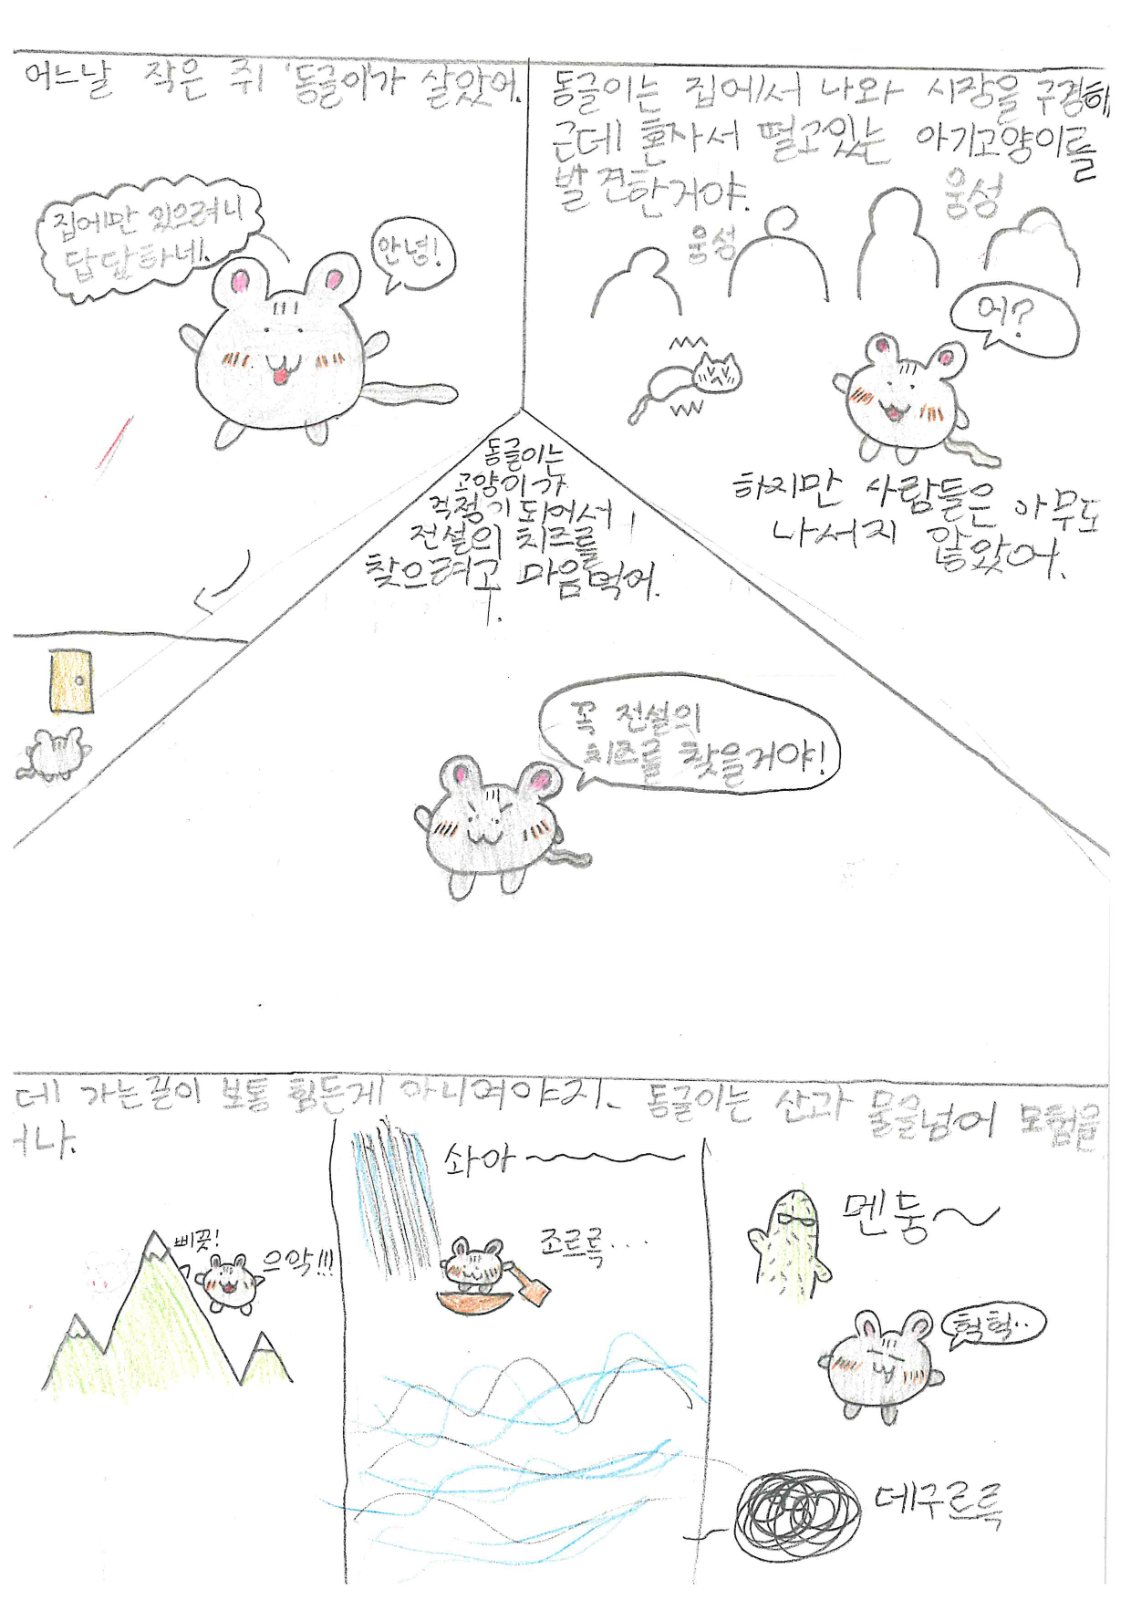 어느날 작은 쥐 '동글이'가 살았어.
집에만 있으려니
답답하네!.
안녕!
동글이는 집에서 나와 시장을 구경해
근데 혼자서 떨고있는 아기고양이를
발견한거야.
웅성
웅성
어?
하지만 사람들은 아무도
나서지 않았어.
동글이는
고양이가
걱정이 되어서
전설의 치즈를
찾으려고 마음먹어.
꼭 전설의
치즈를 찾을거야!
데 가는길이 보통 힘든게 아니여야지~ 동글이는 산과 물을넘어 모험을
나.
삐끗!
으악!!!
솨아~
조르륵...
멘둥~
헉헉..
데구르륵